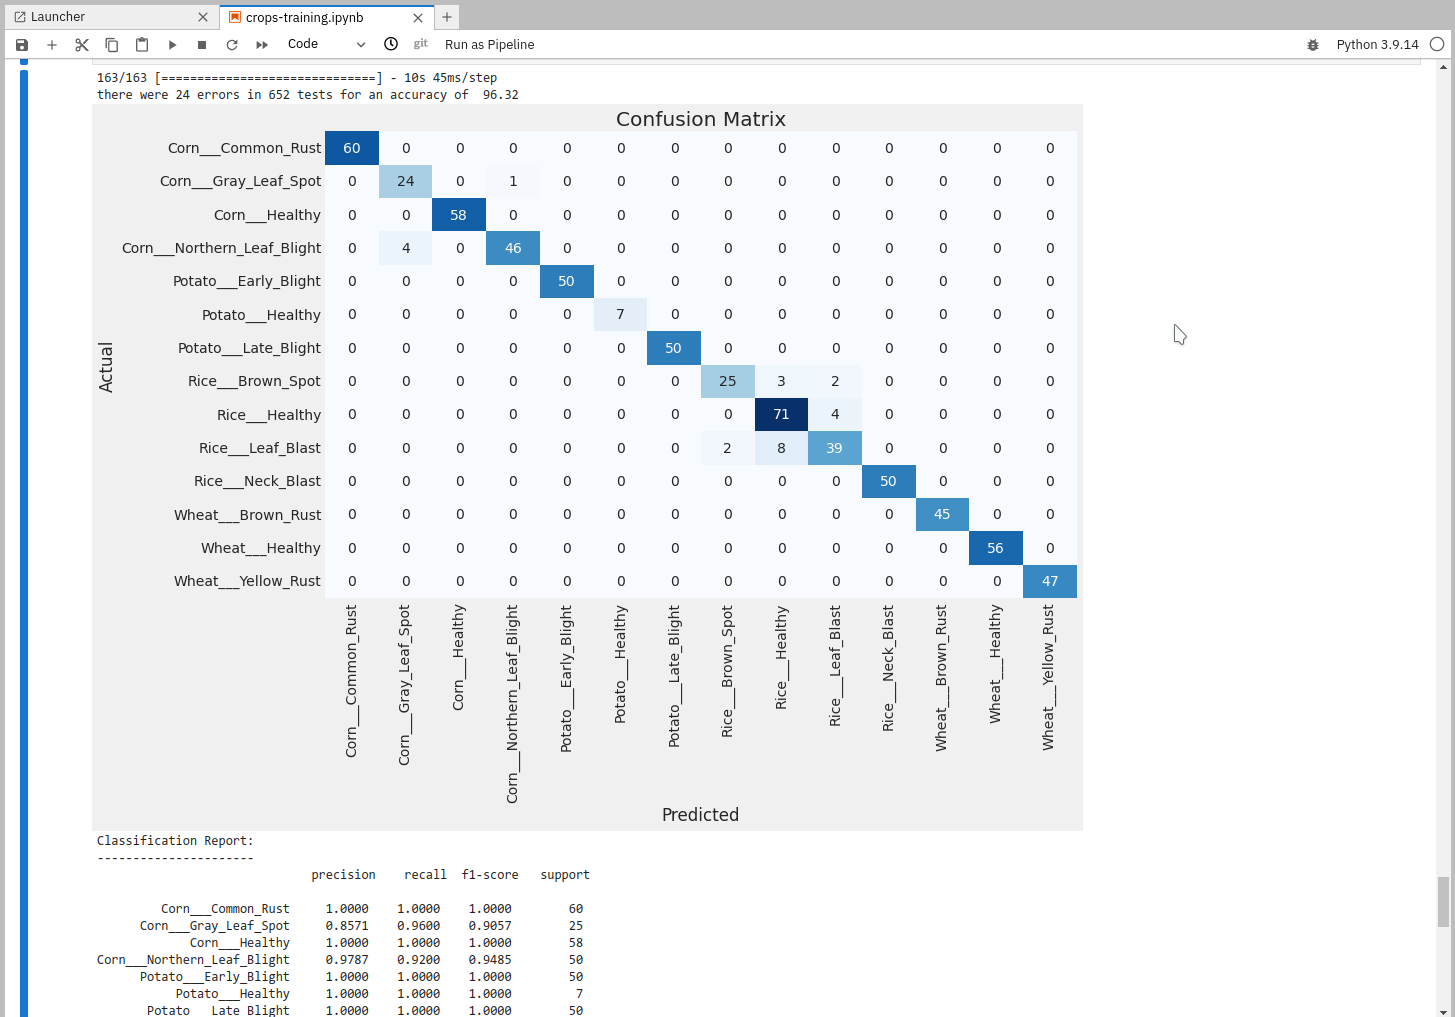 Launcher
crops-training.ipynb
Code git Run as Pipeline Python 3.9.14
163/163 [==============================] - 10s 45ms/step
there were 24 errors in 652 tests for an accuracy of  96.32
Confusion Matrix
Corn___Common_Rust 60 0 0 0 0 0 0 0 0 0 0 0 0 0
Corn___Gray_Leaf_Spot 0 24 0 1 0 0 0 0 0 0 0 0 0 0
Corn___Healthy 0 0 58 0 0 0 0 0 0 0 0 0 0 0
Corn___Northern_Leaf_Blight 0 4 0 46 0 0 0 0 0 0 0 0 0 0
Potato___Early_Blight 0 0 0 0 50 0 0 0 0 0 0 0 0 0
Potato___Healthy 0 0 0 0 0 7 0 0 0 0 0 0 0 0
Potato___Late_Blight 0 0 0 0 0 0 50 0 0 0 0 0 0 0
Rice___Brown_Spot 0 0 0 0 0 0 0 25 3 2 0 0 0 0
Rice___Healthy 0 0 0 0 0 0 0 0 71 4 0 0 0 0
Rice___Leaf_Blast 0 0 0 0 0 0 0 2 8 39 0 0 0 0
Rice___Neck_Blast 0 0 0 0 0 0 0 0 0 0 50 0 0 0
Wheat___Brown_Rust 0 0 0 0 0 0 0 0 0 0 0 45 0 0
Wheat___Healthy 0 0 0 0 0 0 0 0 0 0 0 0 56 0
Wheat___Yellow_Rust 0 0 0 0 0 0 0 0 0 0 0 0 0 47
Actual
Corn___Common_Rust
Corn___Gray_Leaf_Spot
Corn___Healthy
Corn___Northern_Leaf_Blight
Potato___Early_Blight
Potato___Healthy
Potato___Late_Blight
Rice___Brown_Spot
Rice___Healthy
Rice___Leaf_Blast
Rice___Neck_Blast
Wheat___Brown_Rust
Wheat___Healthy
Wheat___Yellow_Rust
Predicted
Classification Report:
----------------------
precision recall f1-score support
Corn___Common_Rust 1.0000 1.0000 1.0000 60
Corn___Gray_Leaf_Spot 0.8571 0.9600 0.9057 25
Corn___Healthy 1.0000 1.0000 1.0000 58
Corn___Northern_Leaf_Blight 0.9787 0.9200 0.9485 50
Potato___Early_Blight 1.0000 1.0000 1.0000 50
Potato___Healthy 1.0000 1.0000 1.0000 7
Potato   Late Blight 1.0000 1.0000 1.0000 50